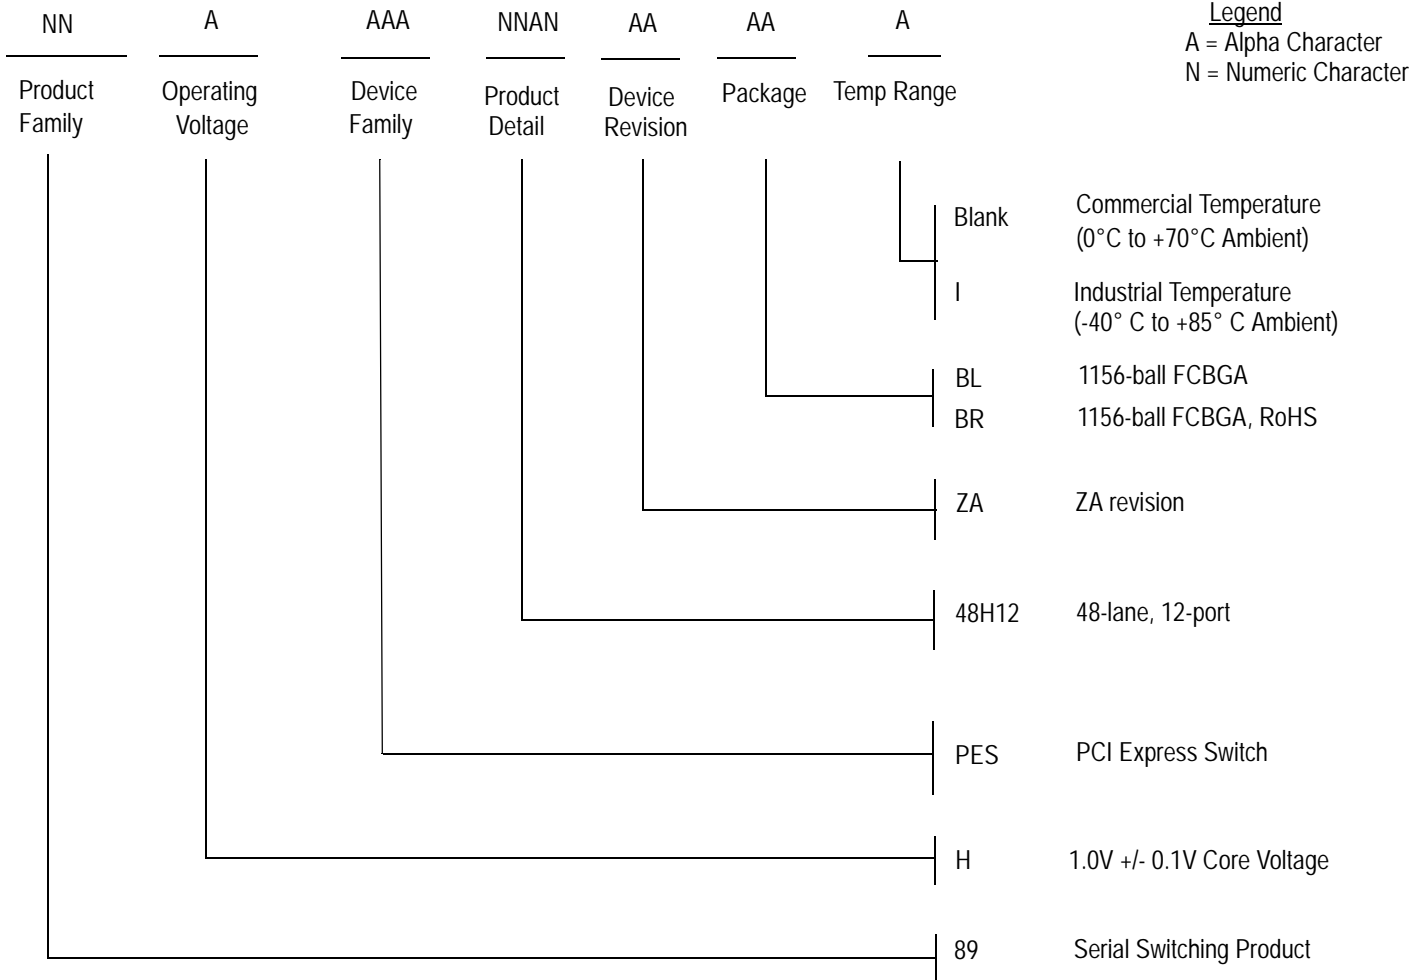 NN A AAA NNAN AA AA A
Legend
A = Alpha Character
N = Numeric Character
Product Family
Operating Voltage
Device Family
Product Detail
Device Revision
Package
Temp Range
Blank Commercial Temperature
(0°C to +70°C Ambient)
I Industrial Temperature
(-40° C to +85° C Ambient)
BL 1156-ball FCBGA
BR 1156-ball FCBGA, RoHS
ZA ZA revision
48H12 48-lane, 12-port
PES PCI Express Switch
H 1.0V +/- 0.1V Core Voltage
89 Serial Switching Product